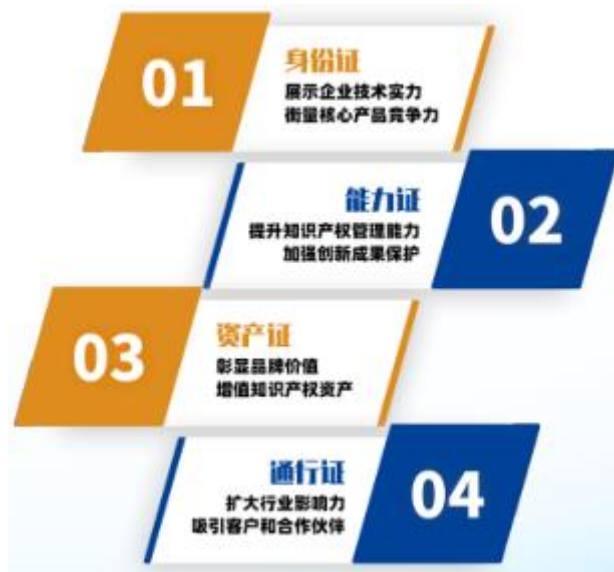 01
身份证
展示企业技术实力
衡量核心产品竞争力
能力证
提升知识产权管理能力
加强创新成果保护
02
03
资产证
彰显品牌价值
增值知识产权资产
通行证
扩大行业影响力
吸引客户和合作伙伴
04